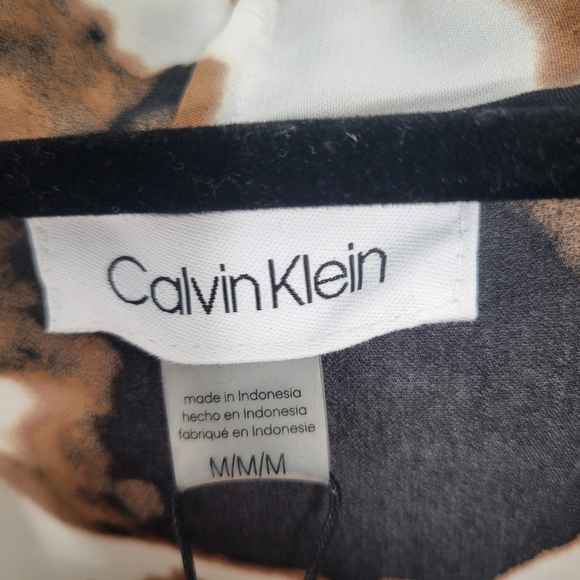 Calvin Klein
made in Indonesia
hecho en Indonesia
fabriqué en Indonesie
M/M/M